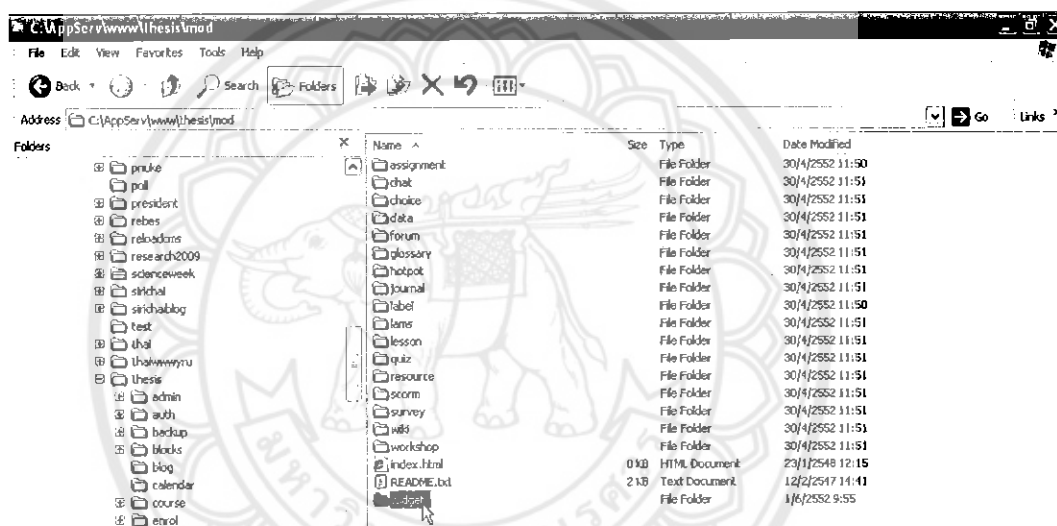 C:\AppServ\www\thesis\mod
File Edit View Favorites Tools Help
Back Search Folders
Address C:\AppServ\www\thesis\mod Go Links
Folders
pnuke
poll
president
rebes
reloadcms
research2009
scienceweek
sirichai
sirichaiblog
test
thai
thaiwwwyru
thesis
admin
auth
backup
blocks
blog
calendar
course
enrol
Name Size Type Date Modified
assignment File Folder 30/4/2552 11:50
chat File Folder 30/4/2552 11:51
choice File Folder 30/4/2552 11:51
data File Folder 30/4/2552 11:51
forum File Folder 30/4/2552 11:51
glossary File Folder 30/4/2552 11:51
hotpot File Folder 30/4/2552 11:51
journal File Folder 30/4/2552 11:51
label File Folder 30/4/2552 11:50
lams File Folder 30/4/2552 11:51
lesson File Folder 30/4/2552 11:51
quiz File Folder 30/4/2552 11:51
resource File Folder 30/4/2552 11:51
scorm File Folder 30/4/2552 11:51
survey File Folder 30/4/2552 11:51
wiki File Folder 30/4/2552 11:51
workshop File Folder 30/4/2552 11:51
index.html 0 KB HTML Document 23/1/2548 12:15
README.txt 2 KB Text Document 12/2/2547 14:41
widget File Folder 1/6/2552 9:55